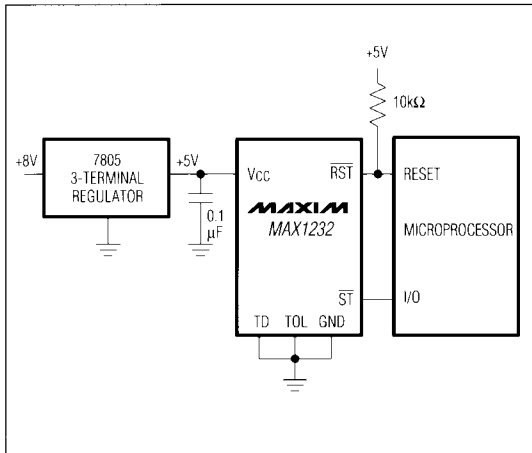 +5V
10kΩ
+8V
7805
3-TERMINAL
REGULATOR
+5V
0.1
μF
VCC
RST
MAXIM
MAX1232
ST
TD TOL GND
RESET
MICROPROCESSOR
I/O